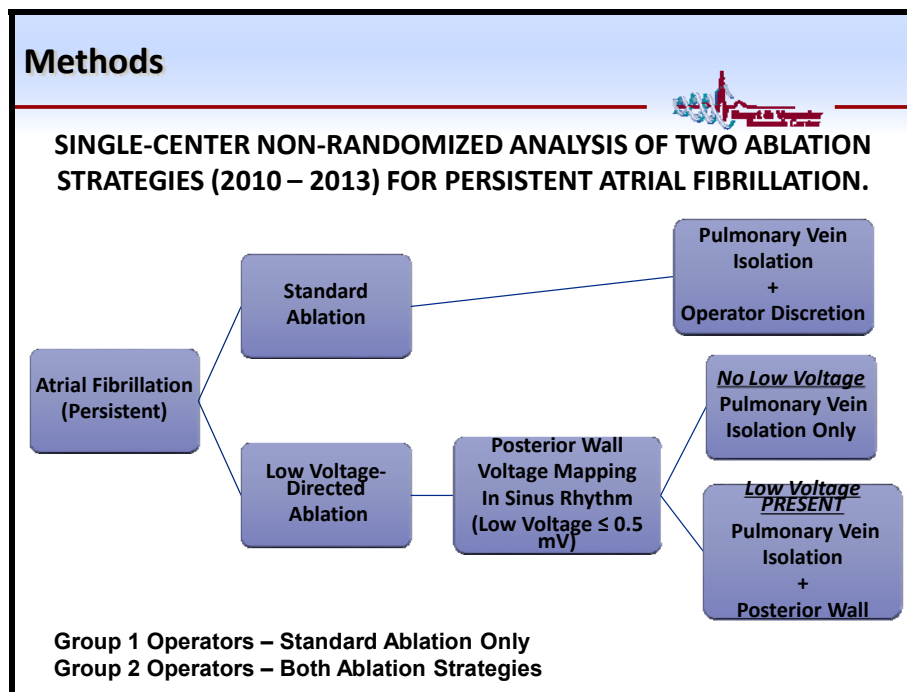 Methods
SINGLE-CENTER NON-RANDOMIZED ANALYSIS OF TWO ABLATION
STRATEGIES (2010 – 2013) FOR PERSISTENT ATRIAL FIBRILLATION.
Pulmonary Vein
Isolation
+
Operator Discretion
Standard
Ablation
Atrial Fibrillation
(Persistent)
Low Voltage-
Directed
Ablation
Posterior Wall
Voltage Mapping
In Sinus Rhythm
(Low Voltage ≤ 0.5
mV)
No Low Voltage
Pulmonary Vein
Isolation Only
Low Voltage
PRESENT
Pulmonary Vein
Isolation
+
Posterior Wall
Group 1 Operators – Standard Ablation Only
Group 2 Operators – Both Ablation Strategies